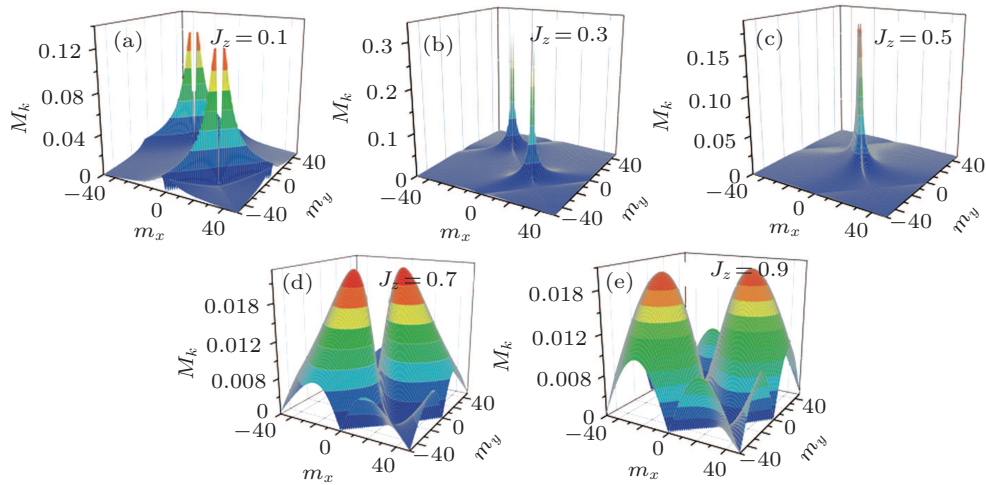 (a)
J_z = 0.1
M_k
0.12
0.08
0.04
0
−40
0
40
m_x
40
0
−40
m_y
(b)
J_z = 0.3
M_k
0.3
0.2
0.1
0
−40
0
40
m_x
40
0
−40
m_y
(c)
J_z = 0.5
M_k
0.15
0.10
0.05
0
−40
0
40
m_x
40
0
−40
m_y
(d)
J_z = 0.7
M_k
0.018
0.012
0.008
0
−40
0
40
m_x
40
0
−40
m_y
(e)
J_z = 0.9
M_k
0.018
0.012
0.008
0
−40
0
40
m_x
40
0
−40
m_y